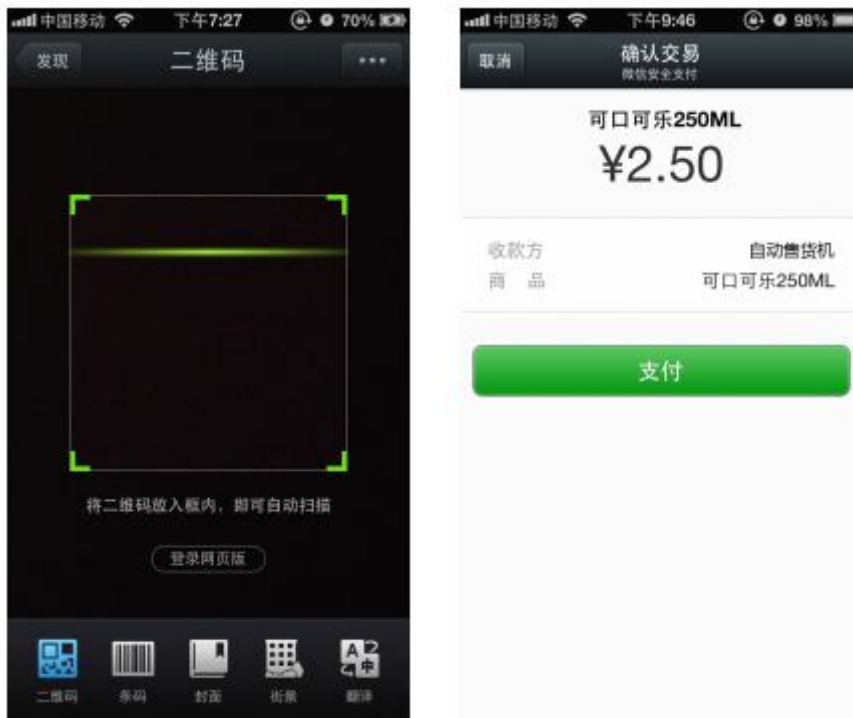 中国移动 下午7:27 70%
发现 二维码
将二维码放入框内，即可自动扫描
登录网页版
二维码 条码 封面 街景 翻译
中国移动 下午9:46 98%
取消 确认交易
微信安全支付
可口可乐250ML
¥2.50
收款方 自动售货机
商 品 可口可乐250ML
支付